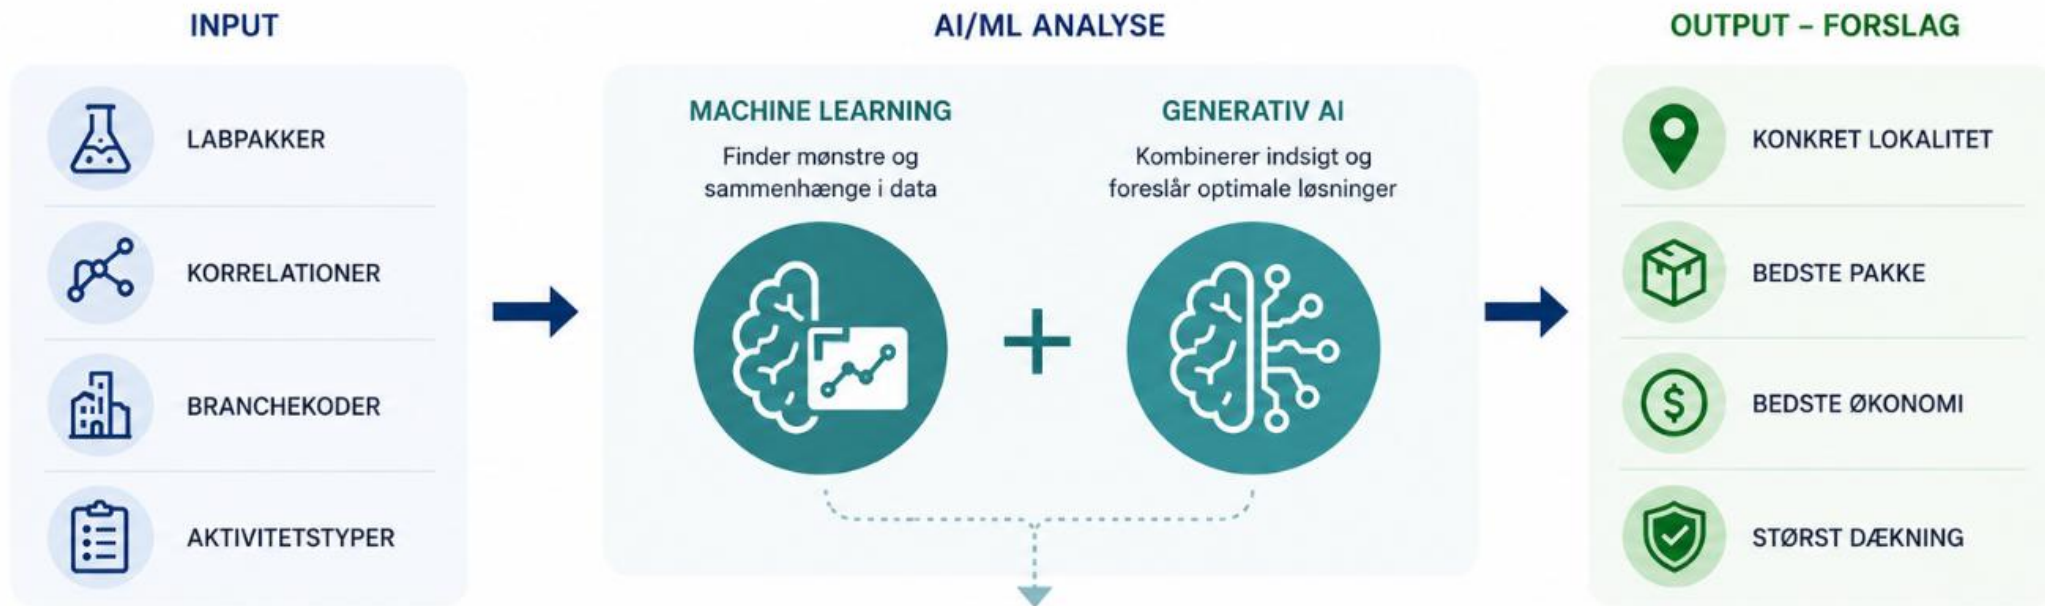 INPUT
LABPAKKER
KORRELATIONER
BRANCHEKODER
AKTIVITETSTYPER
AI/ML ANALYSE
MACHINE LEARNING
Finder mønstre og
sammenhænge i data
GENERATIV AI
Kombinerer indsigt og
foreslår optimale løsninger
OUTPUT – FORSLAG
KONKRET LOKALITET
BEDSTE PAKKE
BEDSTE ØKONOMI
STØRST DÆKNING